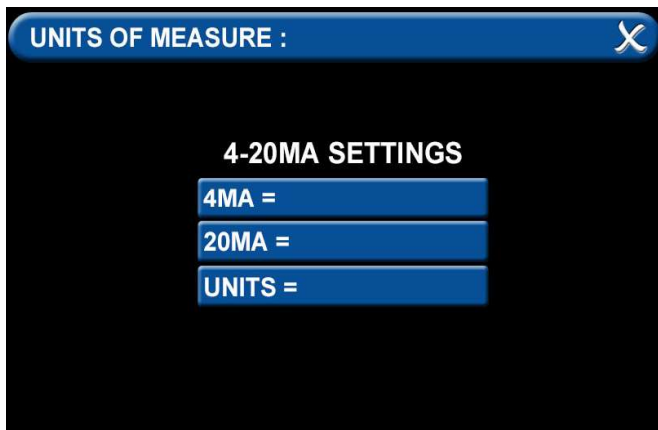 UNITS OF MEASURE :
4-20MA SETTINGS
4MA =
20MA =
UNITS =